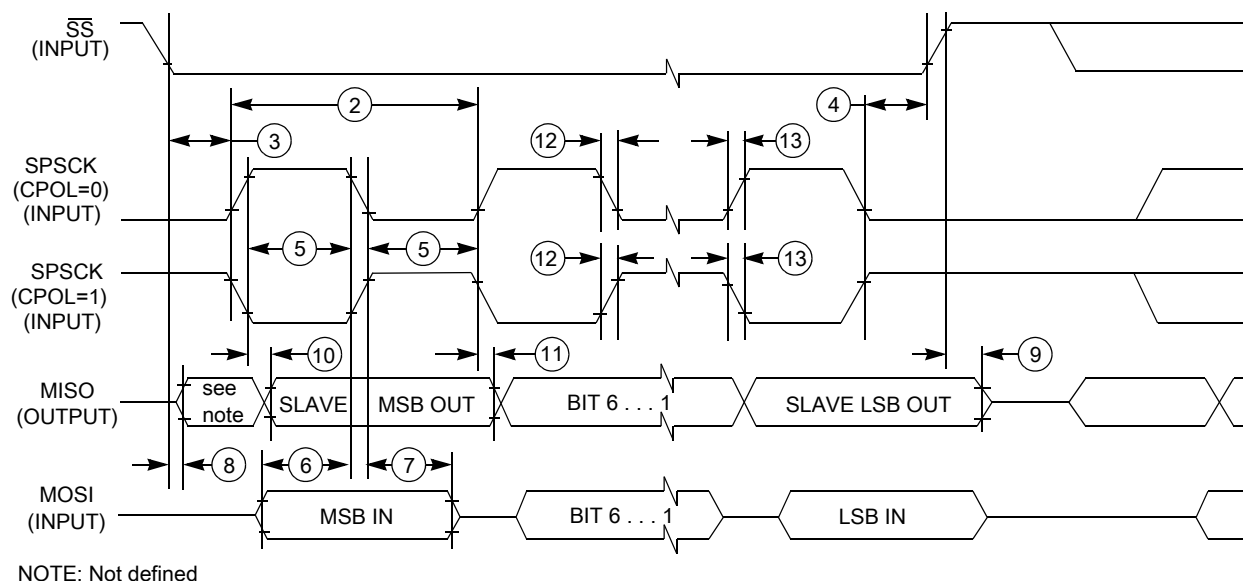 SS
(INPUT)
2
4
3
12
13
SPSCK
(CPOL=0)
(INPUT)
5
5
SPSCK
(CPOL=1)
(INPUT)
12
13
10
11
9
MISO
(OUTPUT)
see
note
SLAVE
MSB OUT
BIT 6 . . . 1
SLAVE LSB OUT
8
6
7
MOSI
(INPUT)
MSB IN
BIT 6 . . . 1
LSB IN
NOTE: Not defined